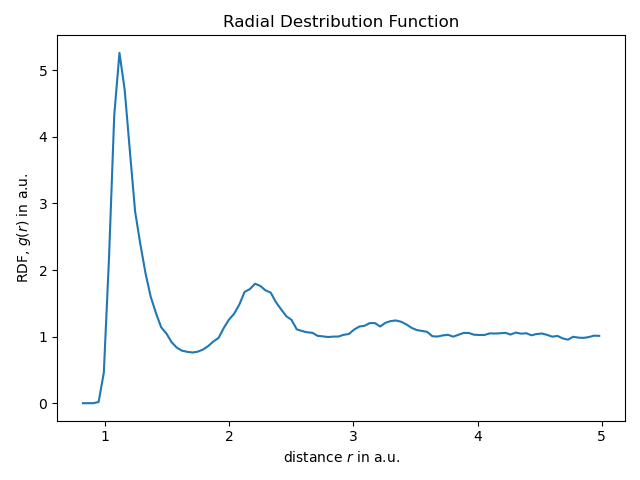 Radial Destribution Function
RDF, g(r) in a.u.
5
4
3
2
1
0
1 2 3 4 5
distance r in a.u.